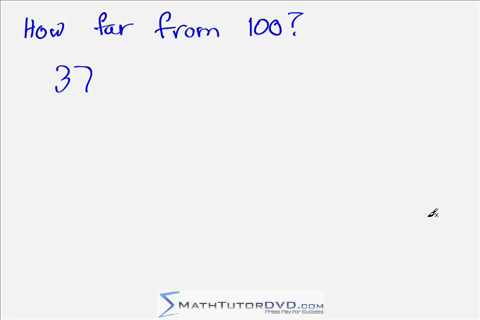 How far from 100?
37
MATHTUTORDVD.COM
Press Play For Success